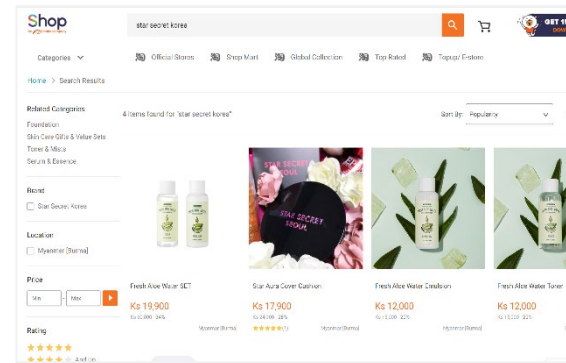 Shop
star secret korea
GET 1
Categories
Official Stores
Shop Mart
Global Collection
Top Rated
Topup/ E-store
Home > Search Results
Related Categories
Foundation
Skin Care Gifts & Value Sets
Toner & Mists
Serum & Essence
Brand
Star Secret Korea
Location
Myanmar [Burma]
Price
Min - Max
Rating
And Up
4 items found for "star secret korea"
Sort By: Popularity
STAR SECRET
SEOUL
STAR SECRET
SEOUL
Fresh Aloe Water SET
Ks 19,900
Myanmar [Burma]
Star Aura Cover Cushion
Ks 17,900
Myanmar [Burma]
Fresh Aloe Water Emulsion
Ks 12,000
Myanmar [Burma]
Fresh Aloe Water Toner
Ks 12,000